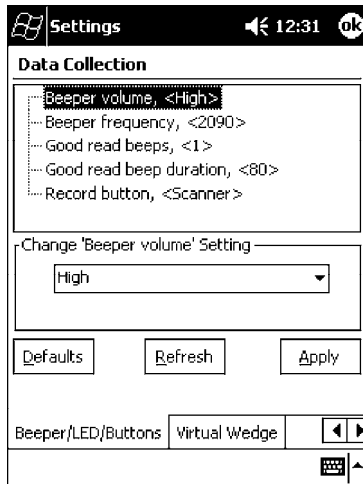 Settings 12:31 ok
Data Collection
Beeper volume, <High>
Beeper frequency, <2090>
Good read beeps, <1>
Good read beep duration, <80>
Record button, <Scanner>
Change 'Beeper volume' Setting
High
Defaults Refresh Apply
Beeper/LED/Buttons Virtual Wedge